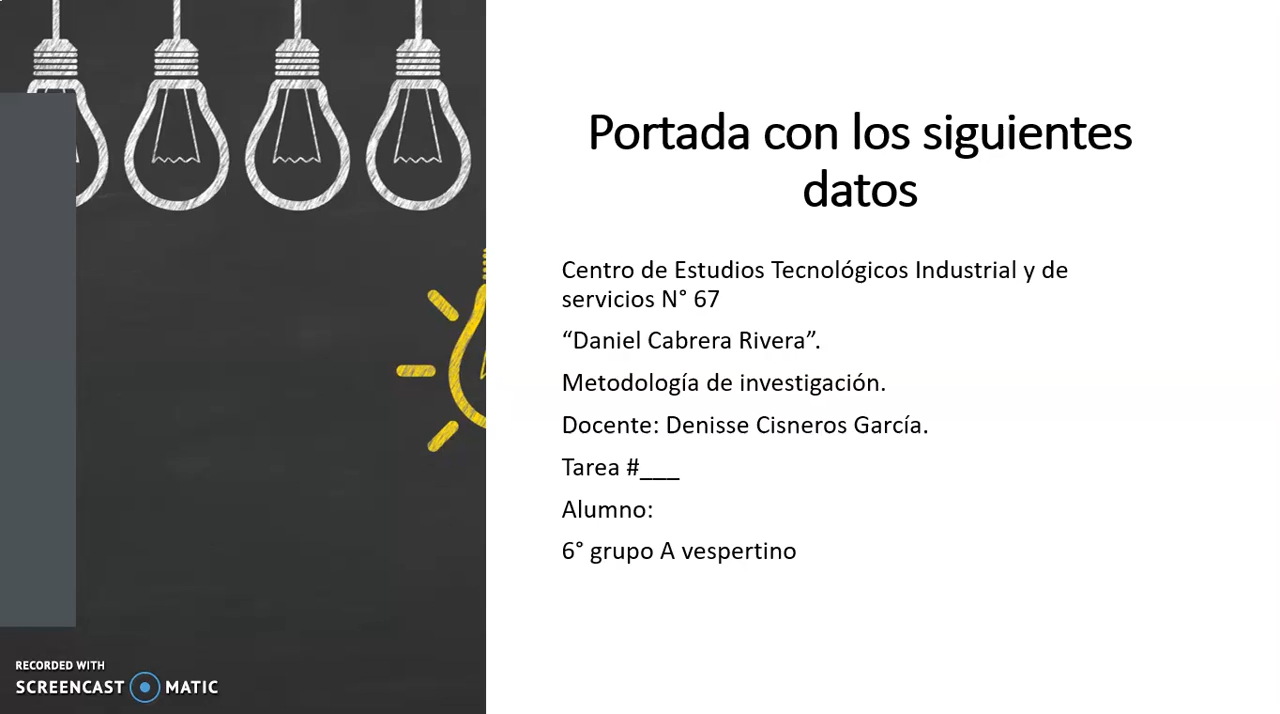 Portada con los siguientes
datos
Centro de Estudios Tecnológicos Industrial y de
servicios N° 67
“Daniel Cabrera Rivera”.
Metodología de investigación.
Docente: Denisse Cisneros García.
Tarea #___
Alumno:
6° grupo A vespertino
RECORDED WITH
SCREENCAST MATIC